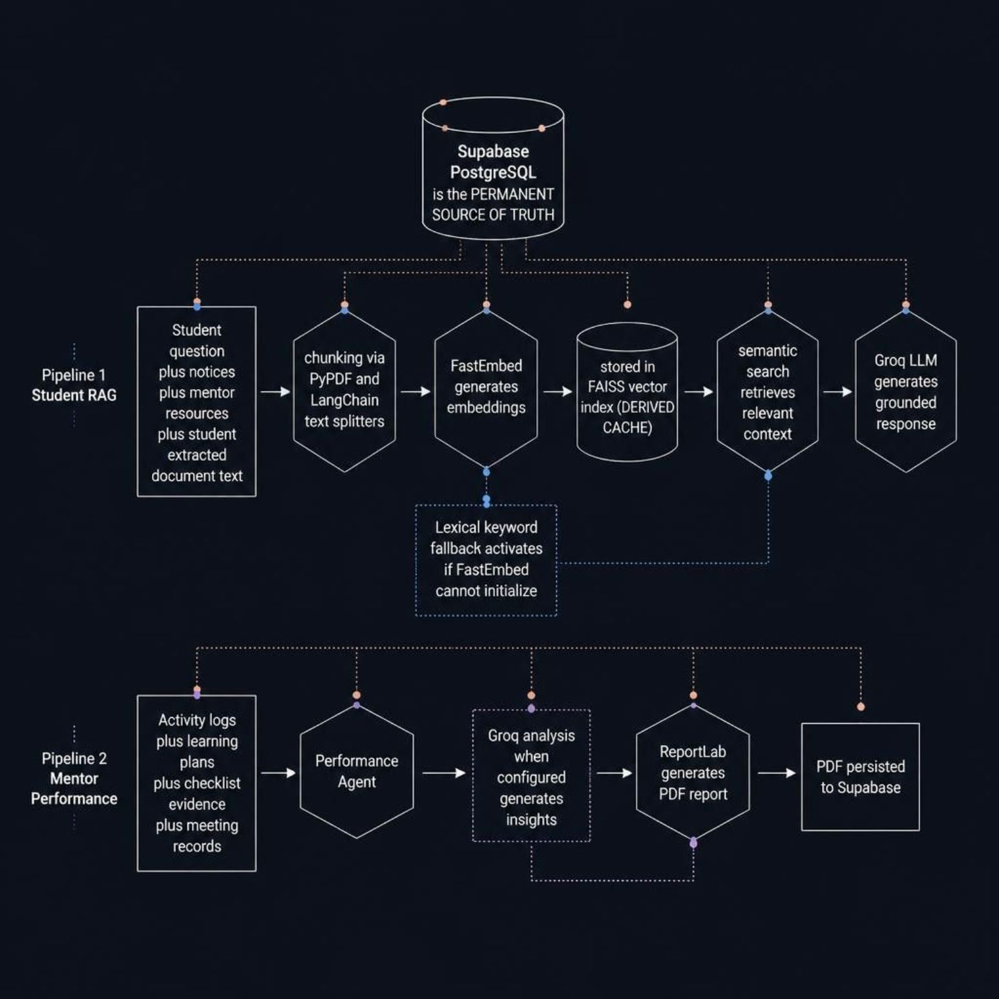 Supabase
PostgreSQL
is the PERMANENT
SOURCE OF TRUTH
Pipeline 1
Student RAG
Student
question
plus notices
plus mentor
resources
plus student
extracted
document text
chunking via
PyPDF and
LangChain
text splitters
FastEmbed
generates
embeddings
stored in
FAISS vector
index (DERIVED
CACHE)
semantic
search
retrieves
relevant
context
Groq LLM
generates
grounded
response
Lexical keyword
fallback activates
if FastEmbed
cannot initialize
Pipeline 2
Mentor
Performance
Activity logs
plus learning
plans
plus checklist
evidence
plus meeting
records
Performance
Agent
Groq analysis
when
configured
generates
insights
ReportLab
generates
PDF report
PDF persisted
to Supabase